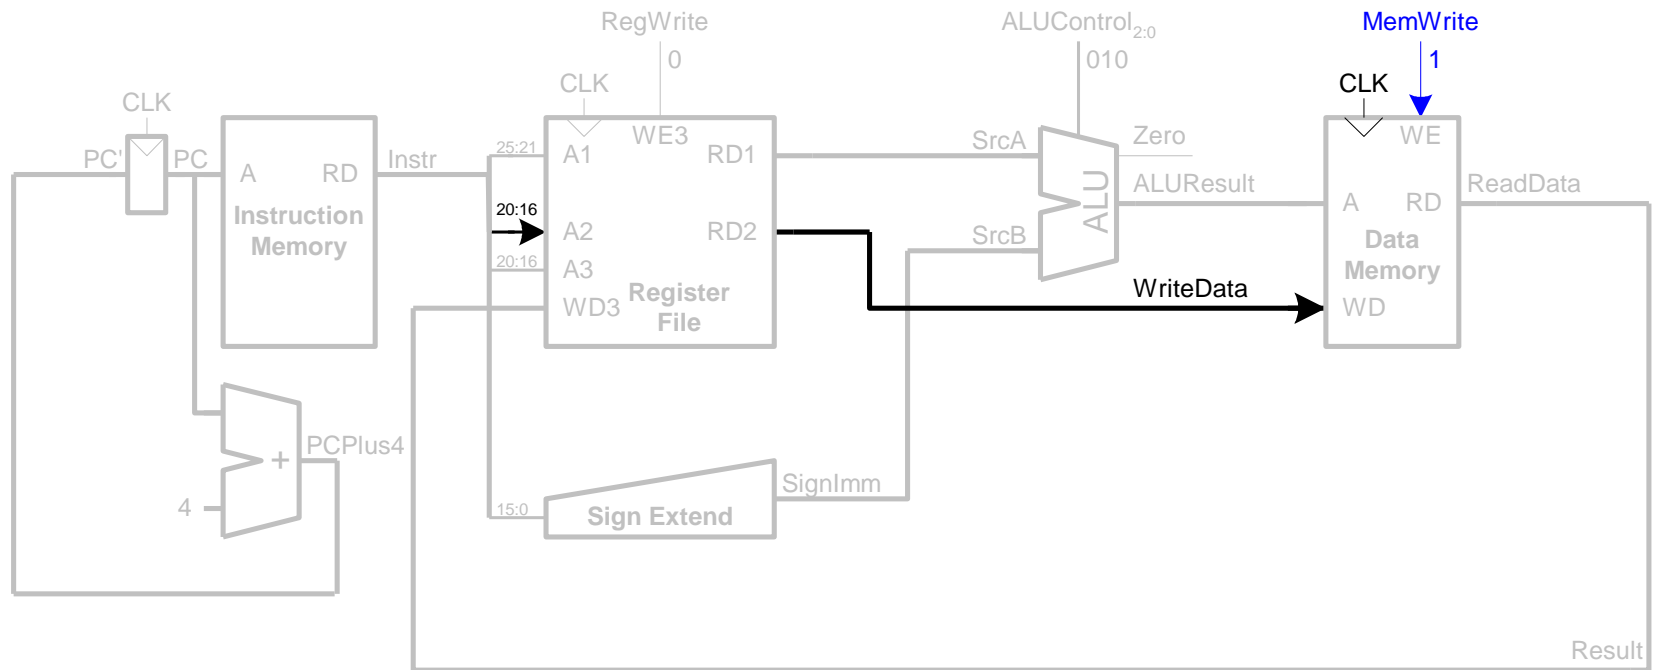 RegWrite
0
ALUControl2:0
010
MemWrite
1
CLK
CLK
CLK
PC'
PC
A
RD
Instr
Instruction
Memory
25:21
A1
WE3
RD1
20:16
A2
RD2
20:16
A3
WD3
Register
File
SrcA
SrcB
ALU
Zero
ALUResult
WriteData
WE
A
RD
Data
Memory
WD
ReadData
+
PCPlus4
4
15:0
Sign Extend
SignImm
Result